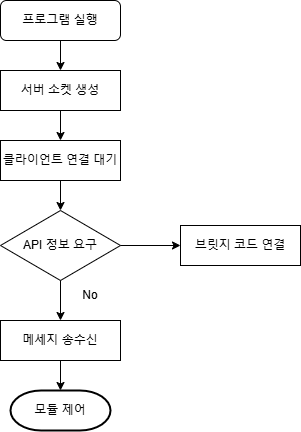 프로그램 실행
서버 소켓 생성
클라이언트 연결 대기
API 정보 요구
브릿지 코드 연결
No
메세지 송수신
모듈 제어